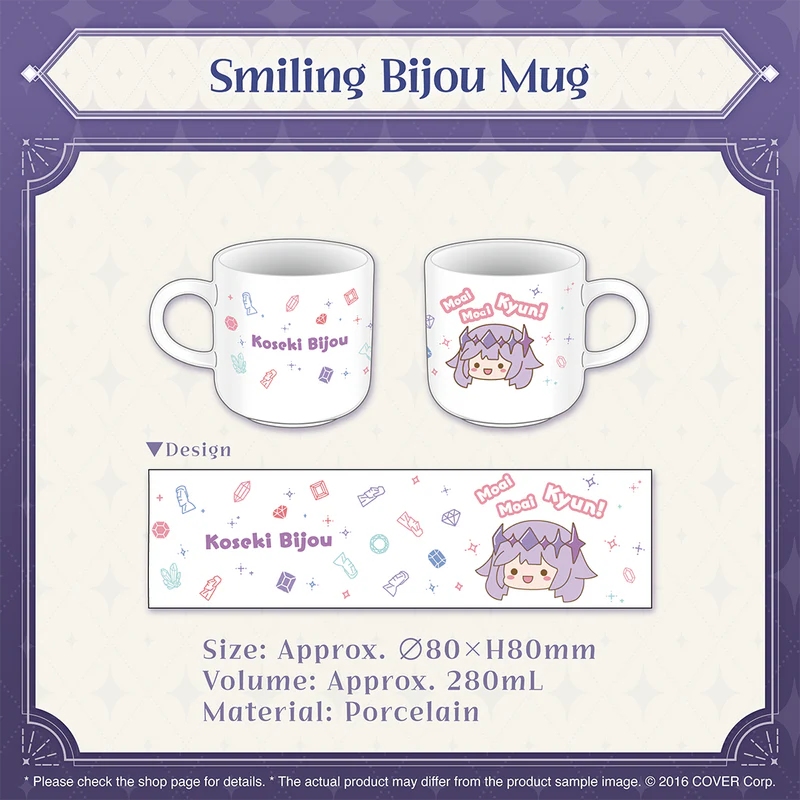 Smiling Bijou Mug
Koseki Bijou
Moai
Moai
Kyun!
▼Design
Koseki Bijou
Moai
Moai
Kyun!
Size: Approx. Ø80×H80mm
Volume: Approx. 280mL
Material: Porcelain
* Please check the shop page for details. * The actual product may differ from the product sample image. © 2016 COVER Corp.